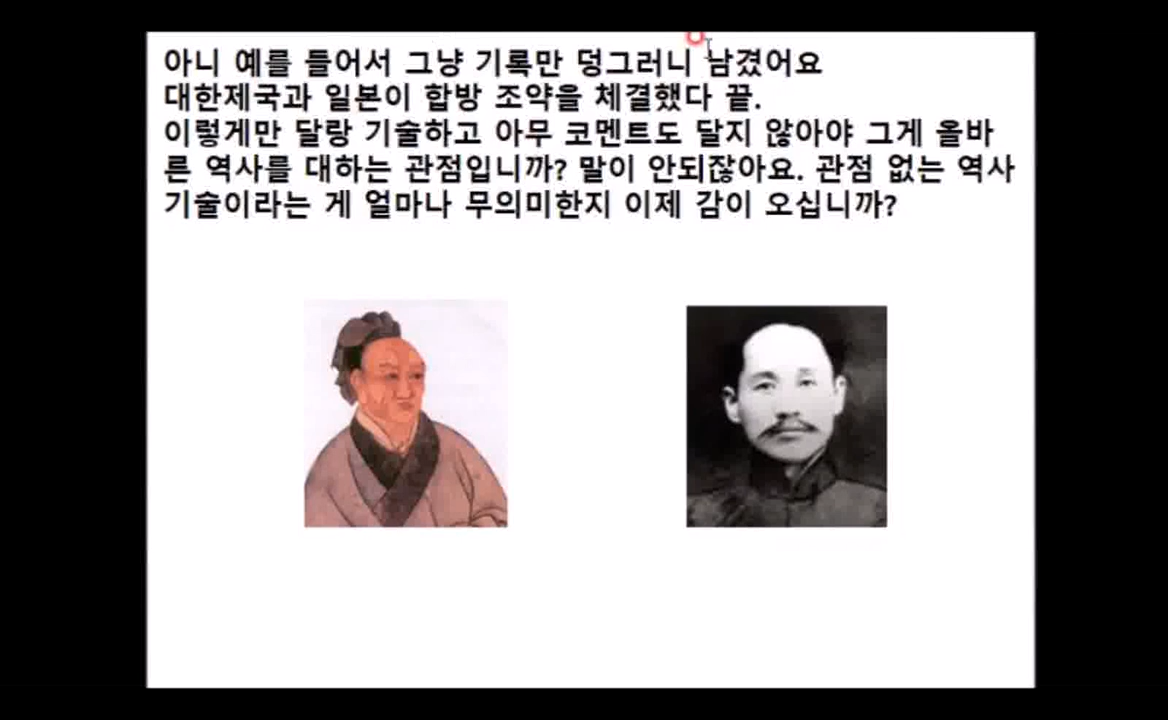 아니 예를 들어서 그냥 기록만 덩그러니 남겼어요
대한제국과 일본이 합방 조약을 체결했다 끝.
이렇게만 달랑 기술하고 아무 코멘트도 달지 않아야 그게 올바
른 역사를 대하는 관점입니까? 말이 안되잖아요. 관점 없는 역사
기술이라는 게 얼마나 무의미한지 이제 감이 오십니까?